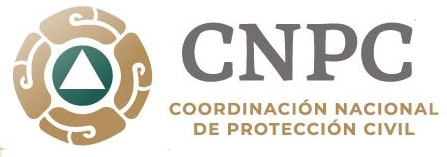 CNPC
COORDINACIÓN NACIONAL
DE PROTECCIÓN CIVIL